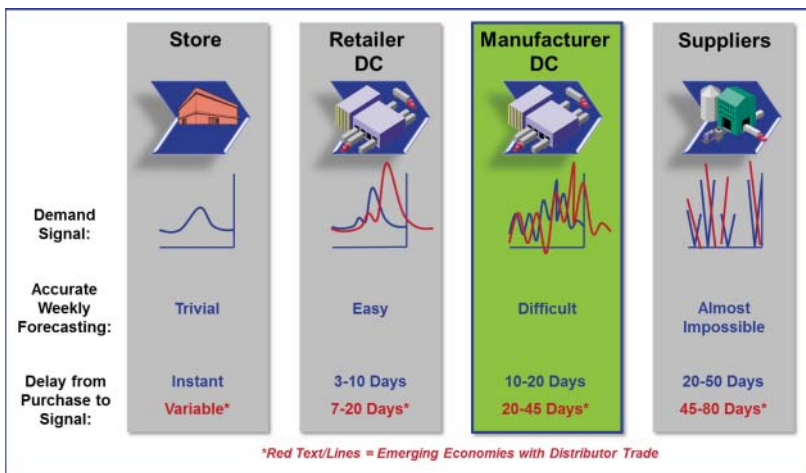 Store
Retailer
DC
Manufacturer
DC
Suppliers
Demand
Signal:
Accurate
Weekly
Forecasting:
Trivial
Easy
Difficult
Almost
Impossible
Delay from
Purchase to
Signal:
Instant
Variable*
3-10 Days
7-20 Days*
10-20 Days
20-45 Days*
20-50 Days
45-80 Days*
*Red Text/Lines = Emerging Economies with Distributor Trade